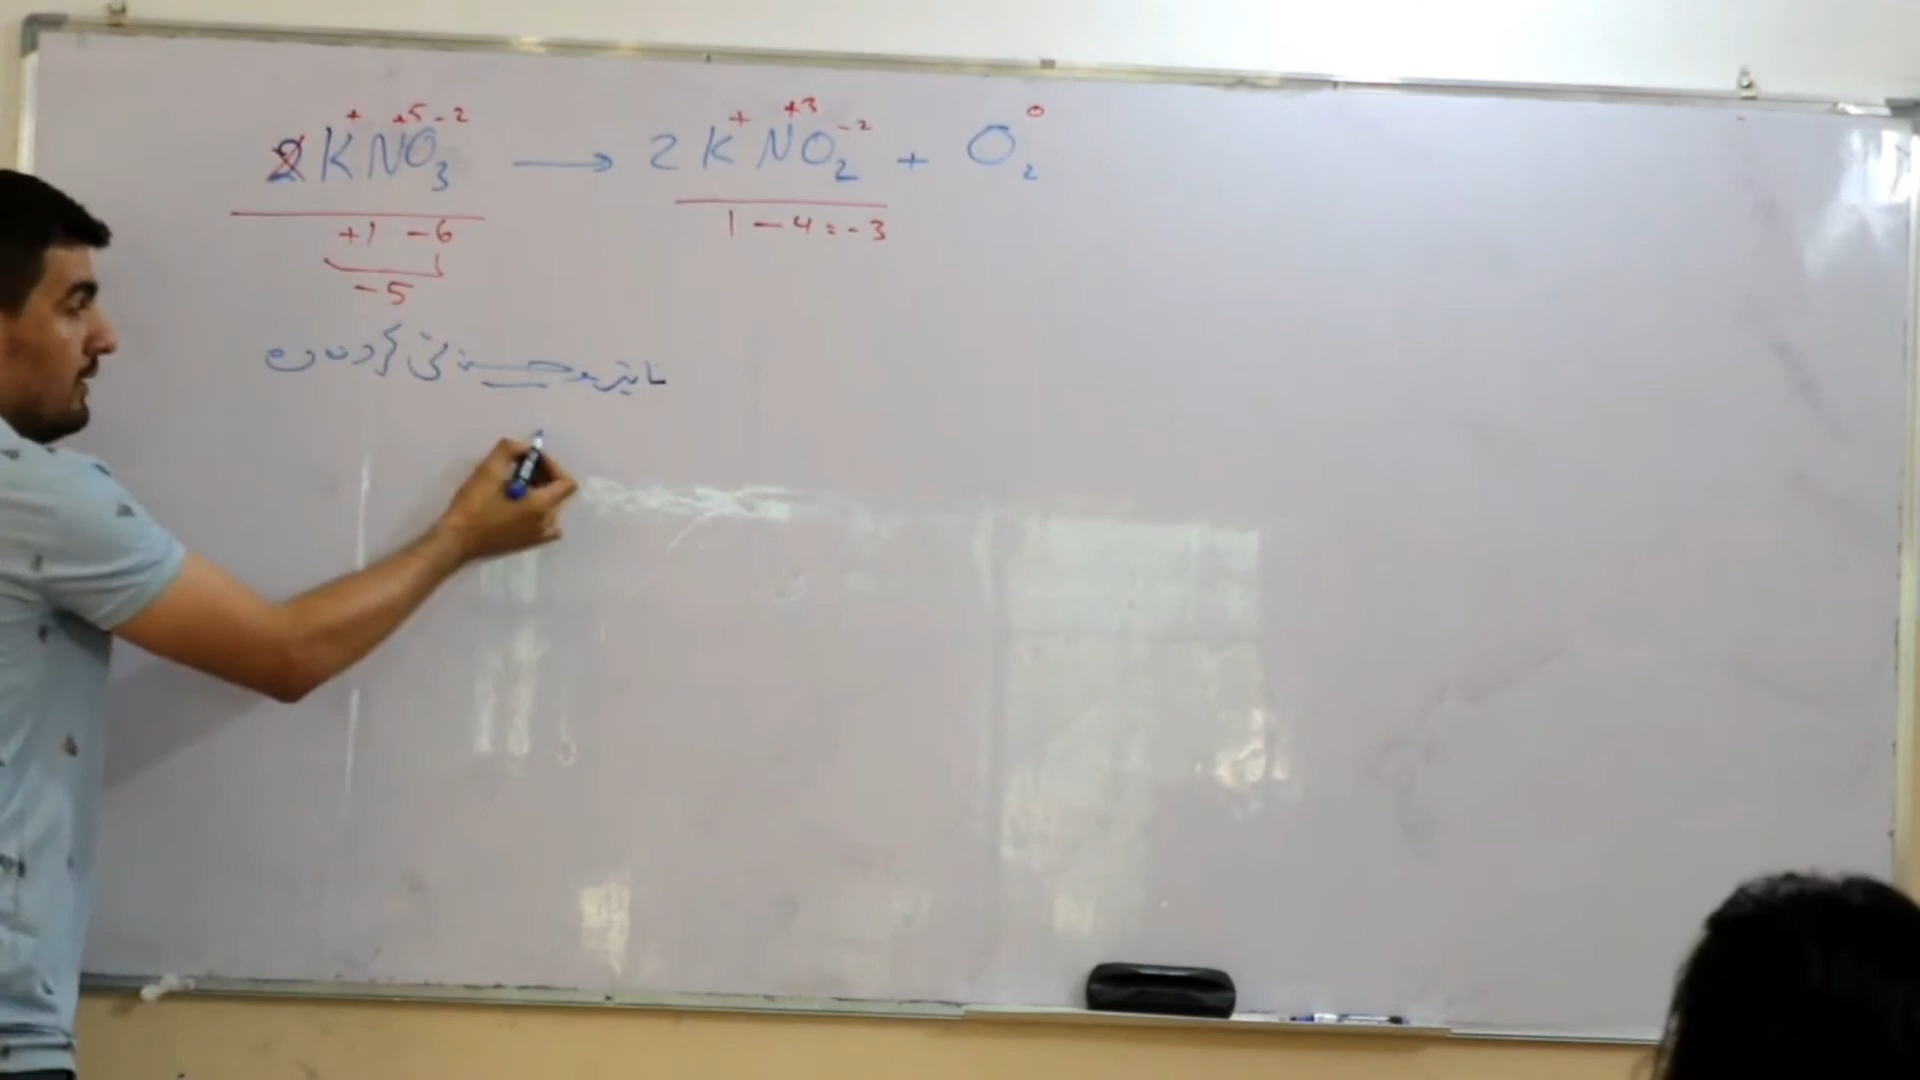 + +5 -2 + +3 -2 0
2KNO₃ → 2KNO₂ + O₂
+1 -6 1 - 4 = -3
-5